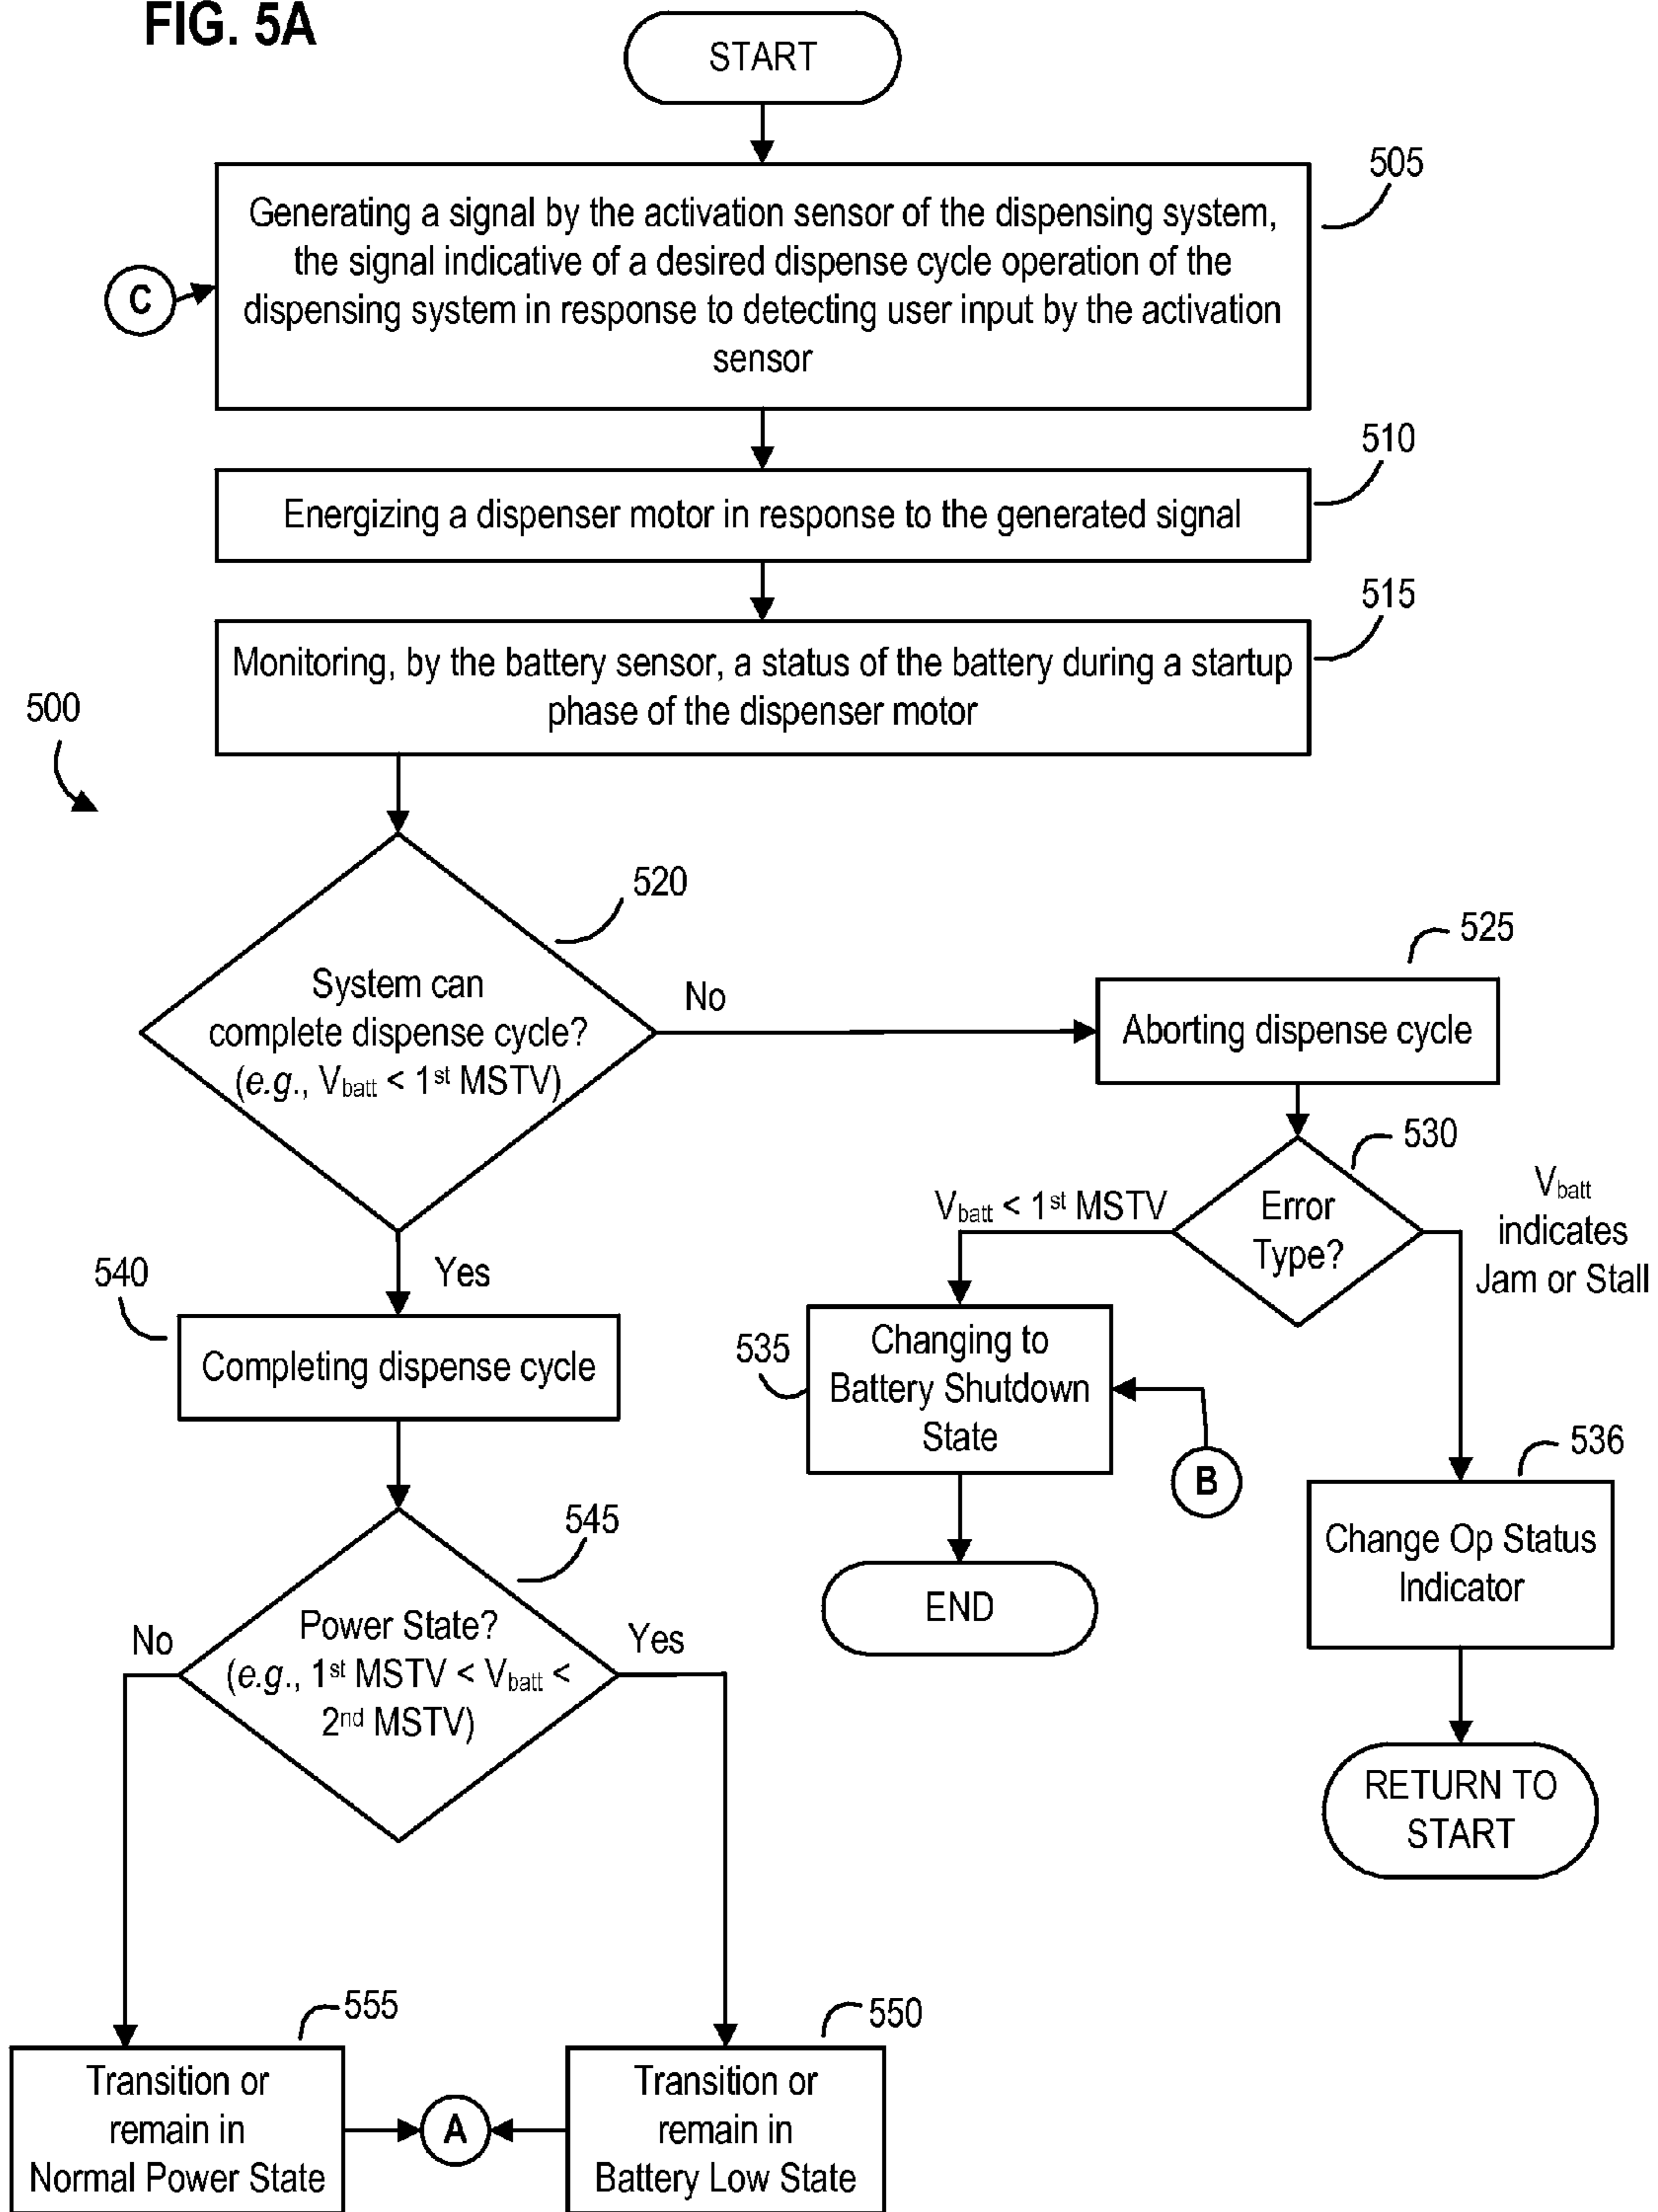 FIG. 5A
START
505
Generating a signal by the activation sensor of the dispensing system,
the signal indicative of a desired dispense cycle operation of the
dispensing system in response to detecting user input by the activation
sensor
C
510
Energizing a dispenser motor in response to the generated signal
515
Monitoring, by the battery sensor, a status of the battery during a startup
phase of the dispenser motor
500
520
System can
complete dispense cycle?
(e.g., Vbatt < 1st MSTV)
No
525
Aborting dispense cycle
530
Error
Type?
Vbatt < 1st MSTV
Vbatt
indicates
Jam or Stall
Yes
540
Completing dispense cycle
535
Changing to
Battery Shutdown
State
B
536
Change Op Status
Indicator
END
RETURN TO
START
545
Power State?
(e.g., 1st MSTV < Vbatt <
2nd MSTV)
No
Yes
555
Transition or
remain in
Normal Power State
A
550
Transition or
remain in
Battery Low State